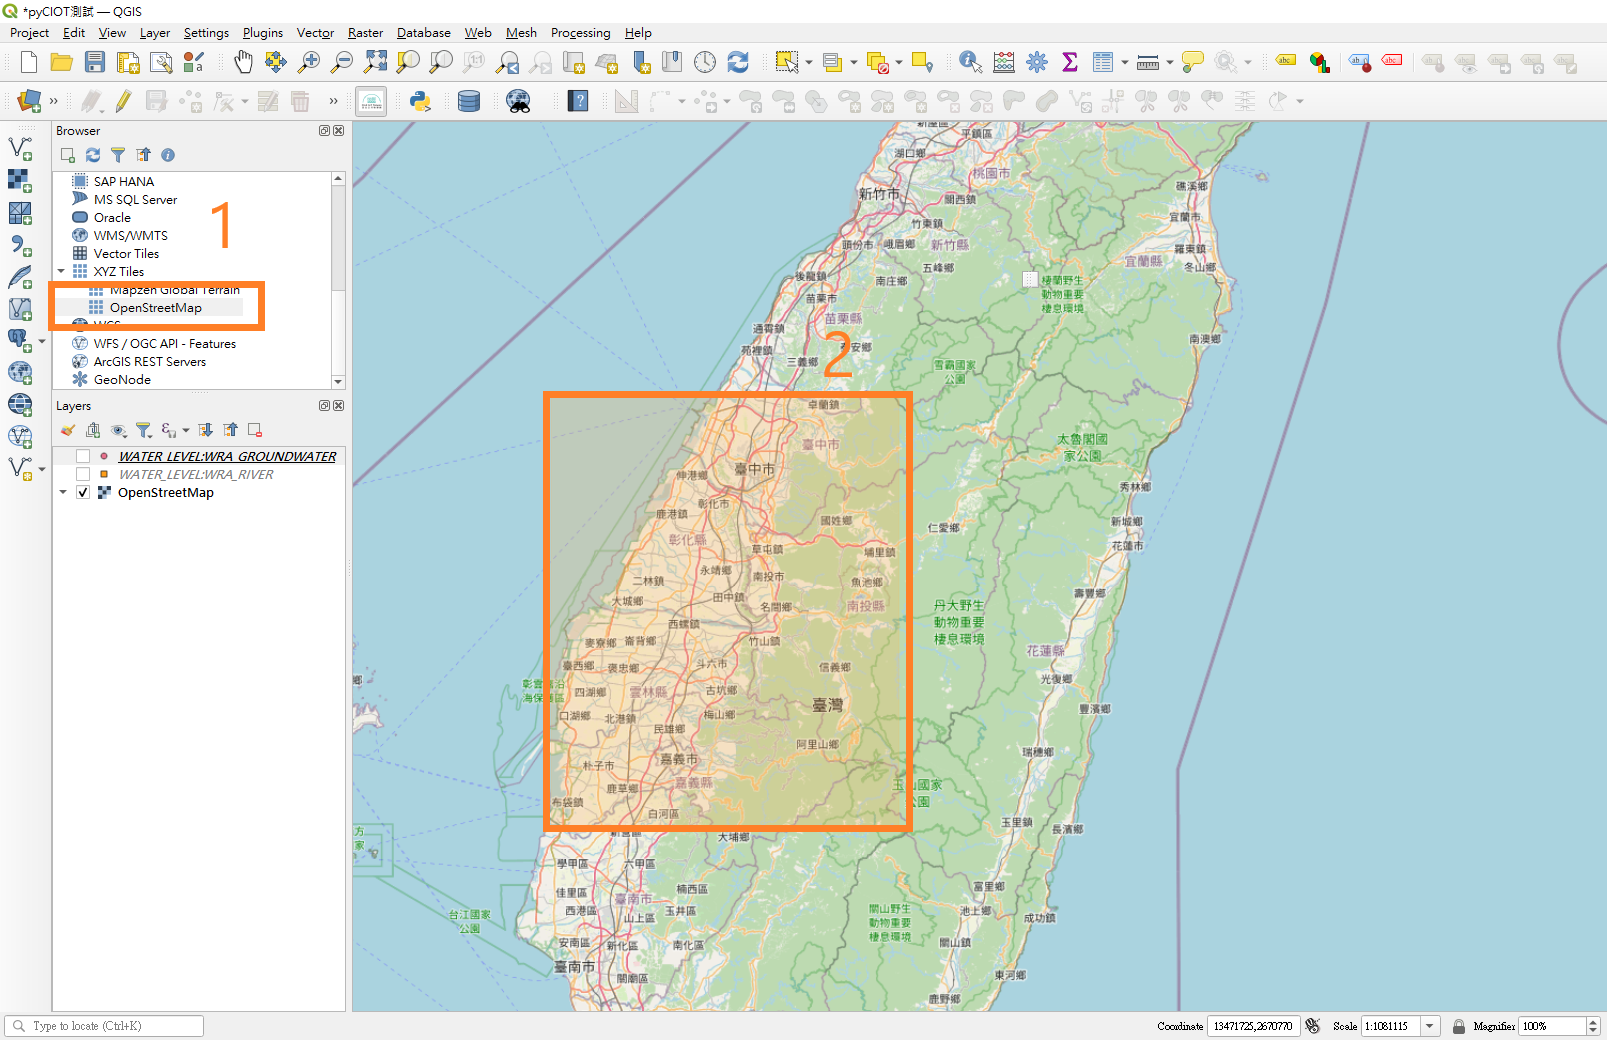 *pyCIOT測試 — QGIS
Project Edit View Layer Settings Plugins Vector Raster Database Web Mesh Processing Help
Browser
SAP HANA
MS SQL Server
Oracle
WMS/WMTS
Vector Tiles
XYZ Tiles
Mapzen Global Terrain
OpenStreetMap
WCS
WFS / OGC API - Features
ArcGIS REST Servers
GeoNode
1
Layers
WATER_LEVEL:WRA_GROUNDWATER
WATER_LEVEL:WRA_RIVER
OpenStreetMap
平鎮區
湖口鄉
桃園市
新竹市
關西鎮
礁溪鄉
宜蘭市
竹東鎮
頭份市 峨眉鄉 新竹縣
羅東鎮
宜蘭縣
冬山鄉
五峰鄉
後龍鎮
南庄鄉
棲蘭野生
動物重要
棲息環境
苗栗市
苗栗縣
通霄鎮
南澳鄉
苑裡鎮
2
泰安鄉
三義鄉
雪霸國家
公園
卓蘭鎮
臺中市
太魯閣國
家公園
臺中市
伸港鄉
秀林鄉
彰化市
鹿港鎮
國姓鄉
仁愛鄉
新城鄉
彰化縣
草屯鎮
埔里鎮
花蓮市
永靖鄉
南投市
二林鎮
魚池鄉
壽豐鄉
大城鄉
田中鎮
名間鄉
南投縣
丹大野生
動物重要
棲息環境
西螺鎮
麥寮鄉 崙背鄉
竹山鎮
花蓮縣
臺西鄉 褒忠鄉
斗六市
信義鄉
光復鄉
四湖鄉
雲林縣
古坑鄉
臺灣
豐濱鄉
口湖鄉 北港鎮
梅山鄉
民雄鄉
阿里山鄉
瑞穗鄉
朴子市
嘉義市
嘉義縣
鹿草鄉
玉山國家
公園
布袋鎮
白河區
玉里鎮
長濱鄉
大埔鄉
學甲區
六甲區
佳里區
楠西區
富里鄉
臺南市
西港區
山上區
玉井區
關山野生
動物重要
棲息環境
池上鄉
成功鎮
台江國家
公園
安南區 新化區 南化區
關山鎮
臺南市
關廟區
東河鄉
鹿野鄉
Type to locate (Ctrl+K)
Coordinate 13471725,2670770 Scale 1:1081115 Magnifier 100%